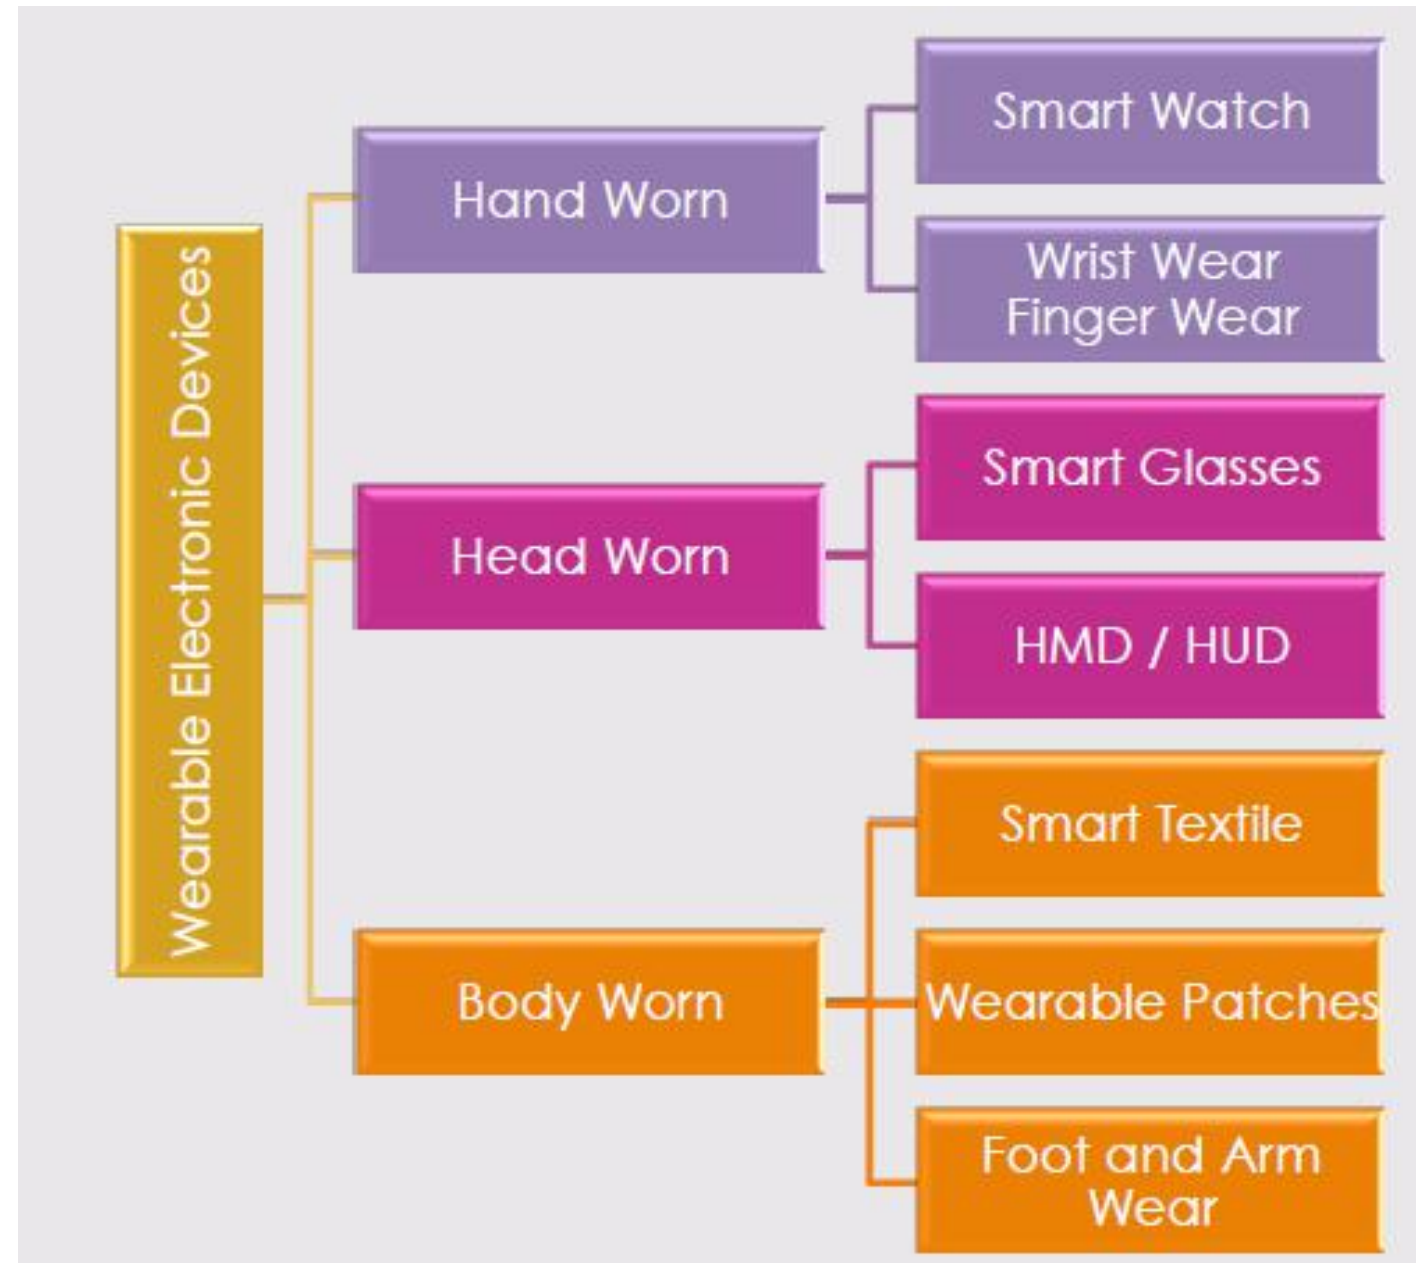 Wearable Electronic Devices
Hand Worn
Smart Watch
Wrist Wear
Finger Wear
Head Worn
Smart Glasses
HMD / HUD
Body Worn
Smart Textile
Wearable Patches
Foot and Arm
Wear